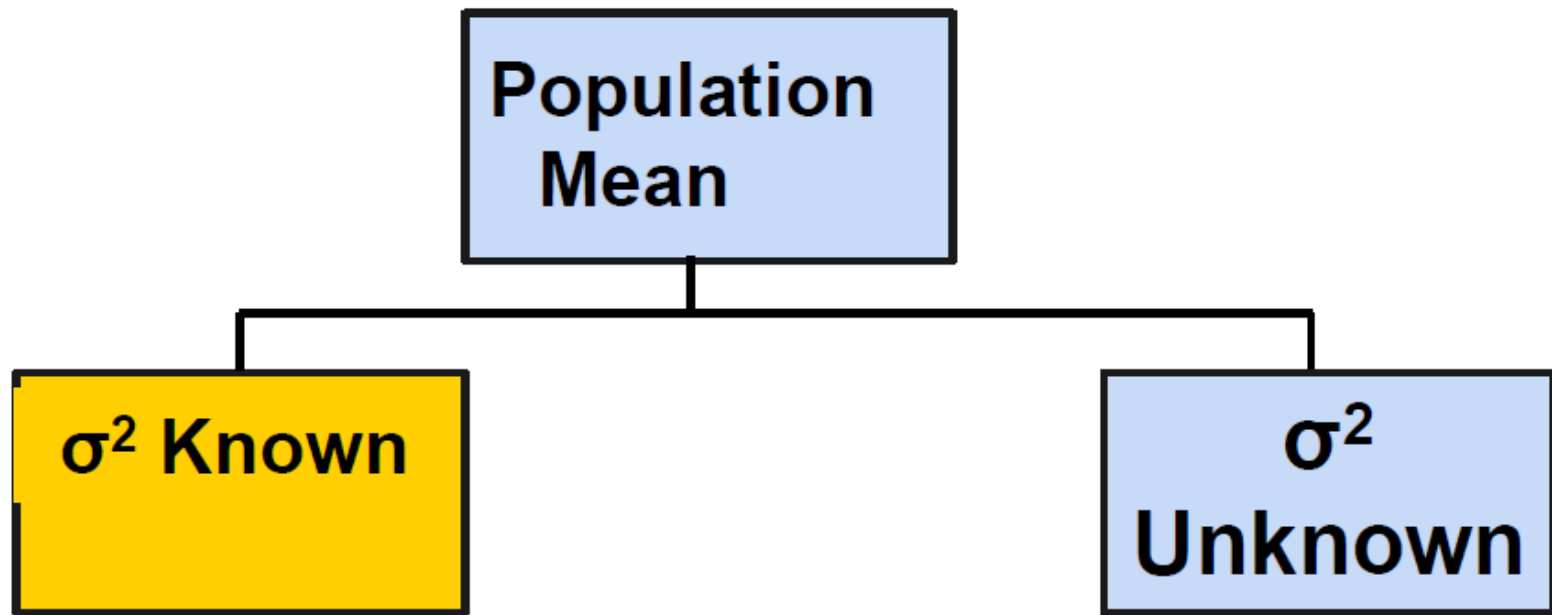 Population
Mean
σ² Known
σ²
Unknown